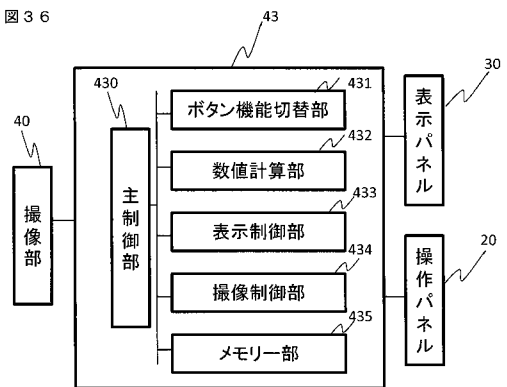 図３６
43
430
431
ボタン機能切替部
432
数値計算部
433
表示制御部
434
撮像制御部
435
メモリー部
主制御部
40
撮像部
30
表示パネル
20
操作パネル